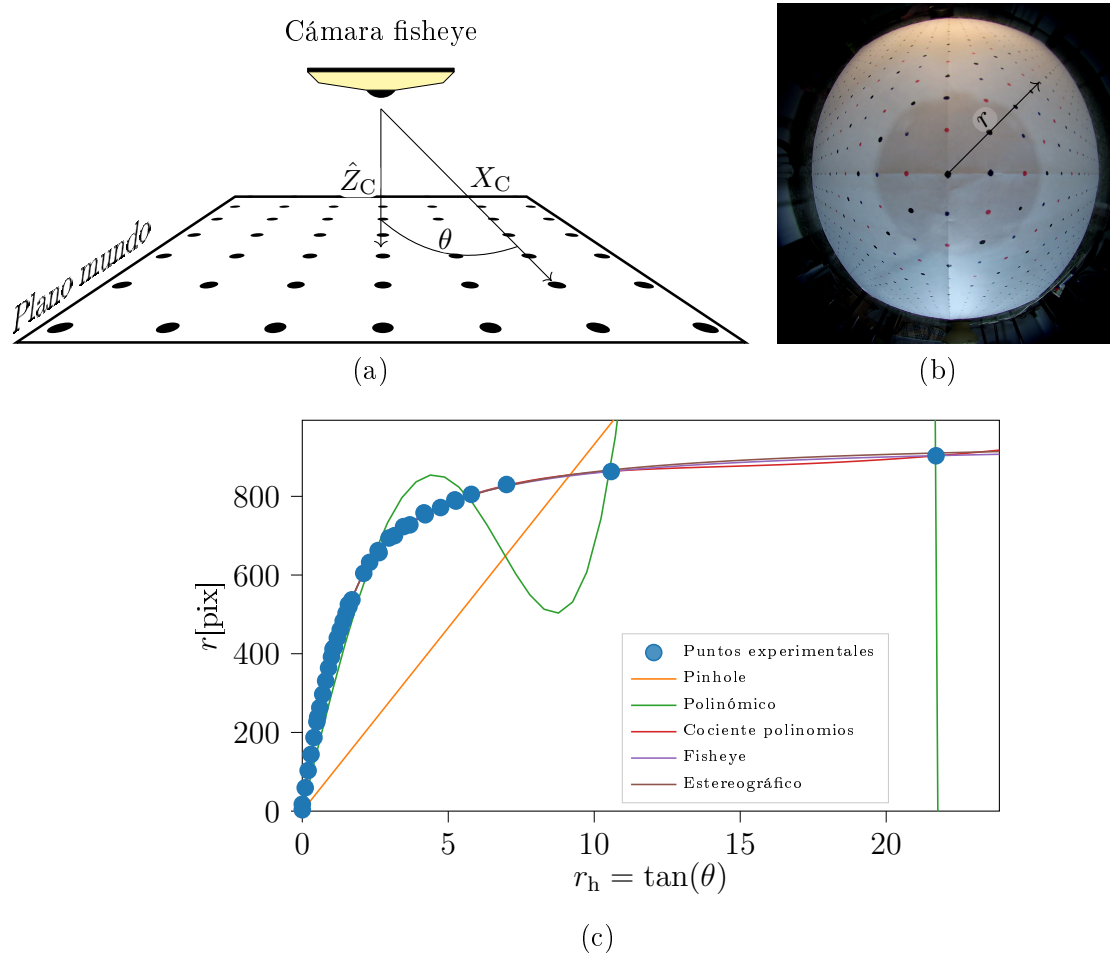 Cámara fisheye
Ẑ_C
X_C
θ
Plano mundo
(a)
r
(b)
r[pix]
800
600
400
200
0
0 5 10 15 20
r_h = tan(θ)
Puntos experimentales
Pinhole
Polinómico
Cociente polinomios
Fisheye
Estereográfico
(c)